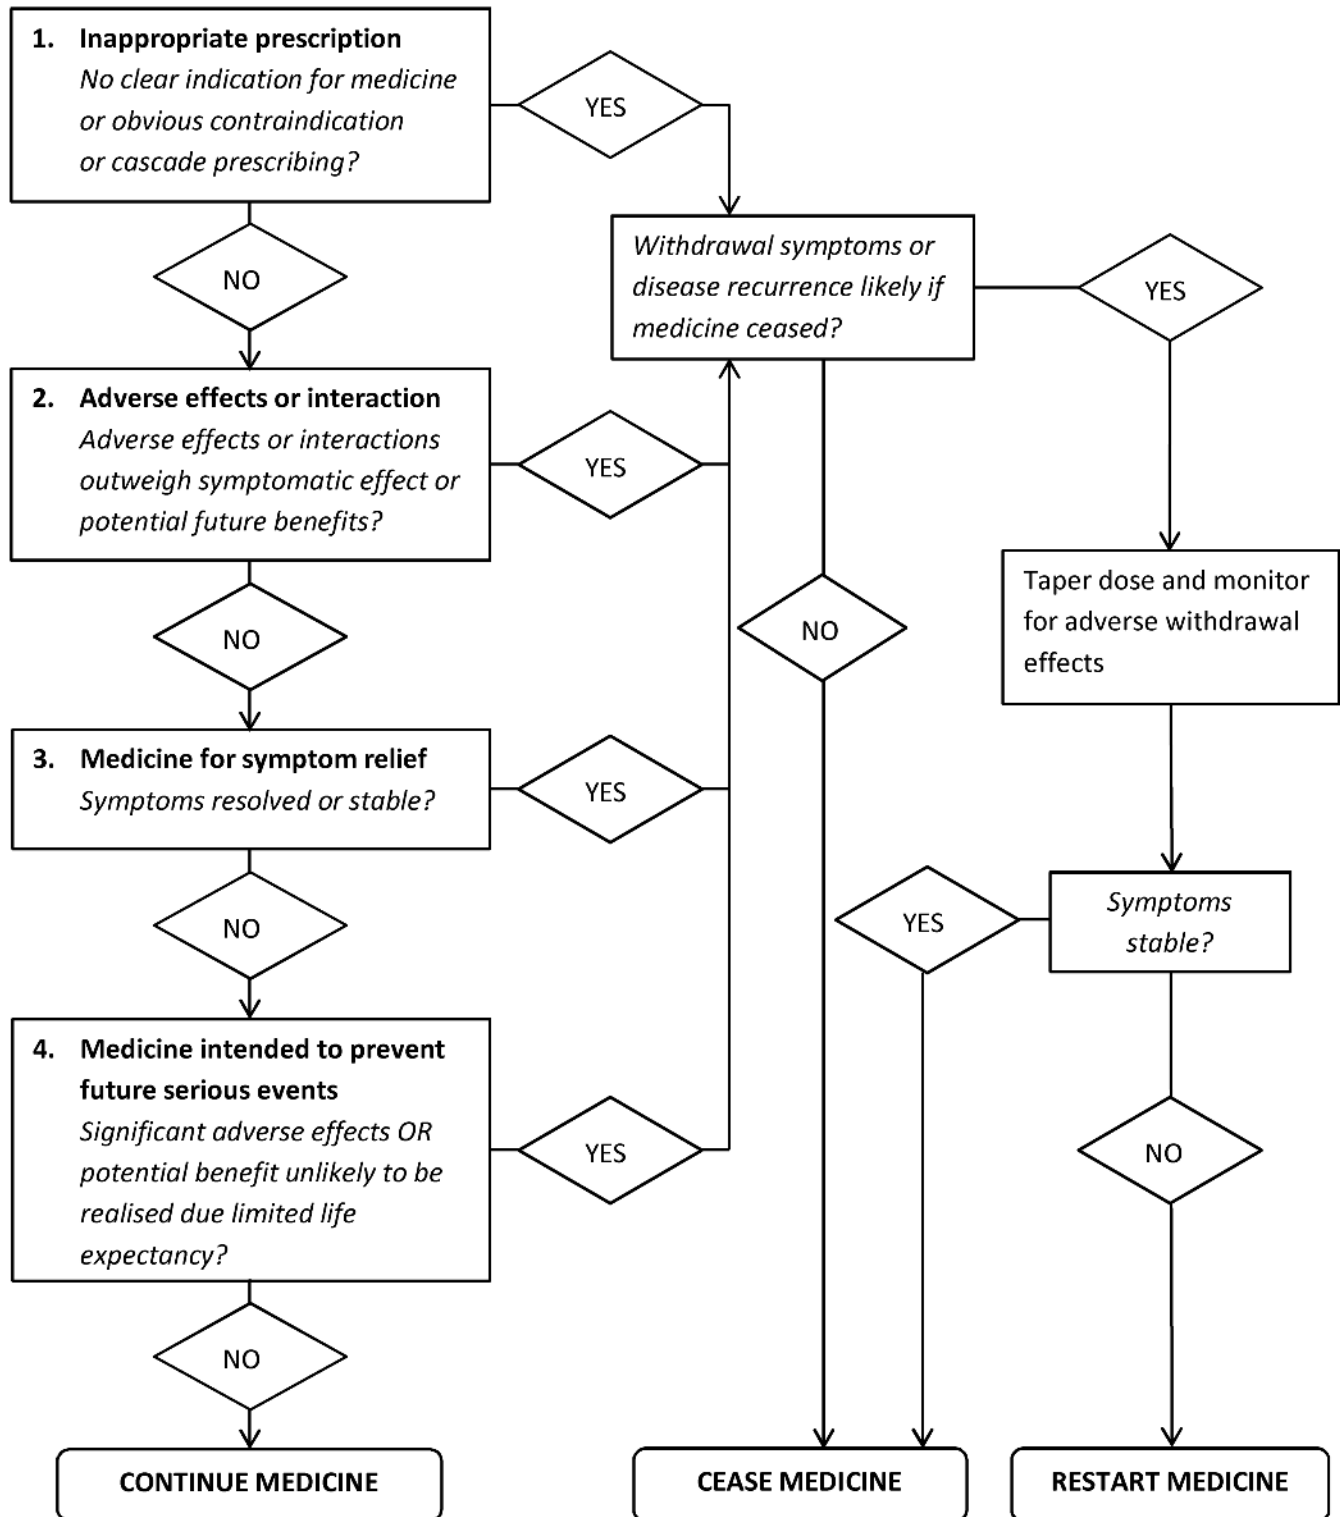 1. Inappropriate prescription
No clear indication for medicine
or obvious contraindication
or cascade prescribing?
YES
NO
Withdrawal symptoms or
disease recurrence likely if
medicine ceased?
YES
2. Adverse effects or interaction
Adverse effects or interactions
outweigh symptomatic effect or
potential future benefits?
YES
NO
NO
Taper dose and monitor
for adverse withdrawal
effects
3. Medicine for symptom relief
Symptoms resolved or stable?
YES
NO
YES
Symptoms
stable?
4. Medicine intended to prevent
future serious events
Significant adverse effects OR
potential benefit unlikely to be
realised due limited life
expectancy?
YES
NO
NO
CONTINUE MEDICINE
CEASE MEDICINE
RESTART MEDICINE